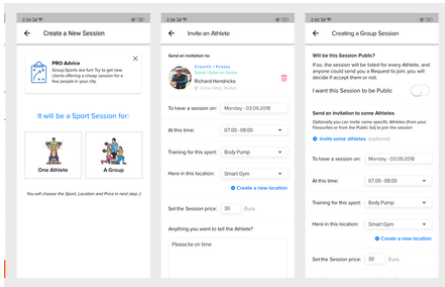 Create a New Session
PRO Advice
Group Sports are fun! Try to get new
clients offering a cheap session for a
few people in your city.
It will be a Sport Session for:
One Athlete
A Group
You will choose the Sport, Location and Price in next step ;)
Invite an Athlete
Send an invitation to:
Richard Hendricks
To have a session on:
Monday - 03.09.2018
At this time:
07:00 - 08:00
Training for this sport:
Body Pump
Here in this location:
Smart Gym
Create a new location
Set the Session price:
30
Euro
Anything you want to tell the Athlete?
Please be on time
Creating a Group Session
Will be this Session Public?
If so, the session will be listed for every Athlete, and
anyone could send you a Request to join: you will
decide if accept them or not.
I want this Session to be Public
Send an invitation to some Athletes
Optionally you can invite some specific Athletes (from your
Favourites or from the Public list) to join the session
Invite some athletes (optional)
To have a session on:
Monday - 03.09.2018
At this time:
07:00 - 08:00
Training for this sport:
Body Pump
Here in this location:
Smart Gym
Create a new location
Set the Session price:
30
Euro